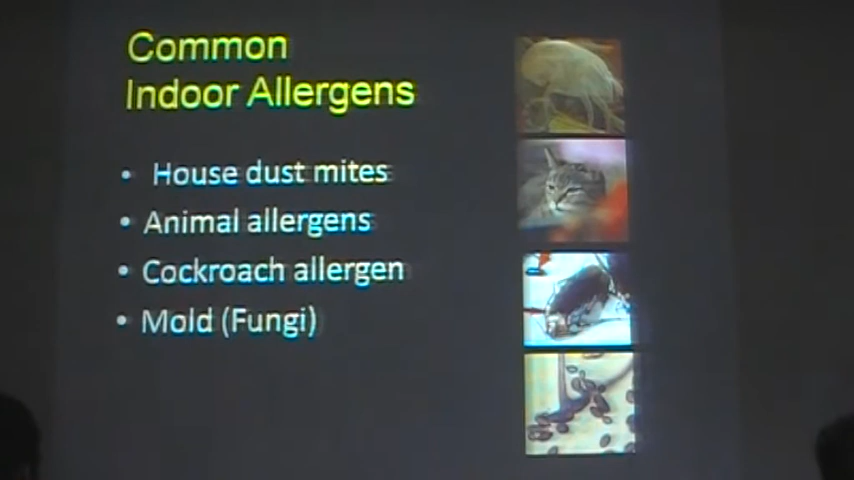 Common
Indoor Allergens
• House dust mites
• Animal allergens
• Cockroach allergen
• Mold (Fungi)